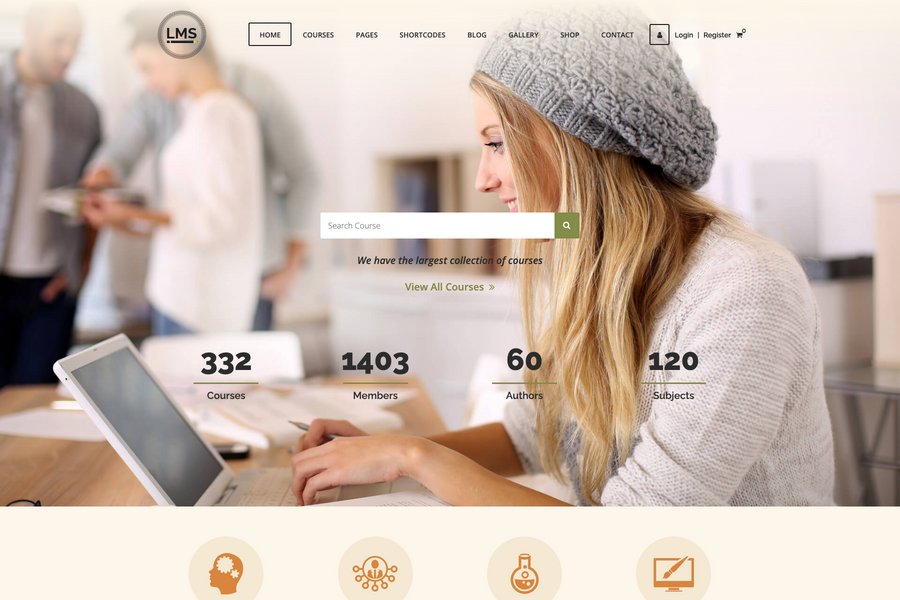 LMS
HOME COURSES PAGES SHORTCODES BLOG GALLERY SHOP CONTACT Login | Register 0
Search Course
We have the largest collection of courses
View All Courses »
332 1403 60 120
Courses Members Authors Subjects